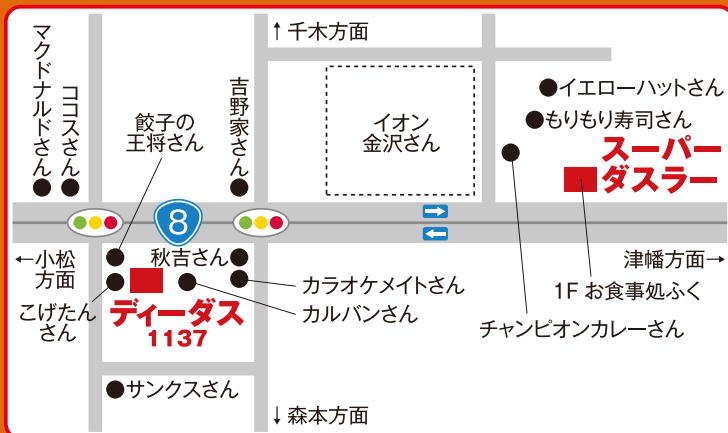 ↑千木方面
マクドナルドさん
ココスさん
餃子の
王将さん
吉野家さん
イオン
金沢さん
イエローハットさん
もりもり寿司さん
スーパー
ダスラー
8
←小松
方面
秋吉さん
津幡方面→
こげたん
さん
ディーダス
1137
カラオケメイトさん
カルバンさん
1F お食事処ふく
チャンピオンカレーさん
サンクスさん
↓森本方面